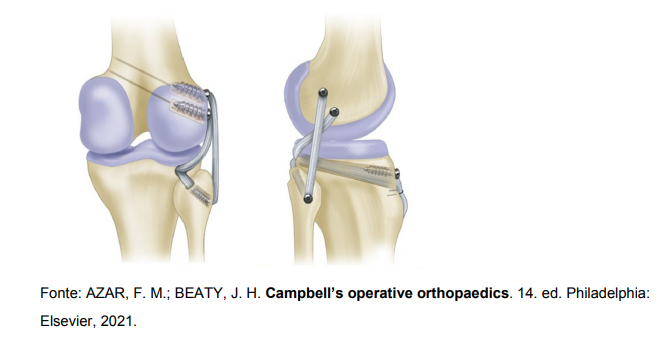 Fonte: AZAR, F. M.; BEATY, J. H. Campbell’s operative orthopaedics. 14. ed. Philadelphia:
Elsevier, 2021.